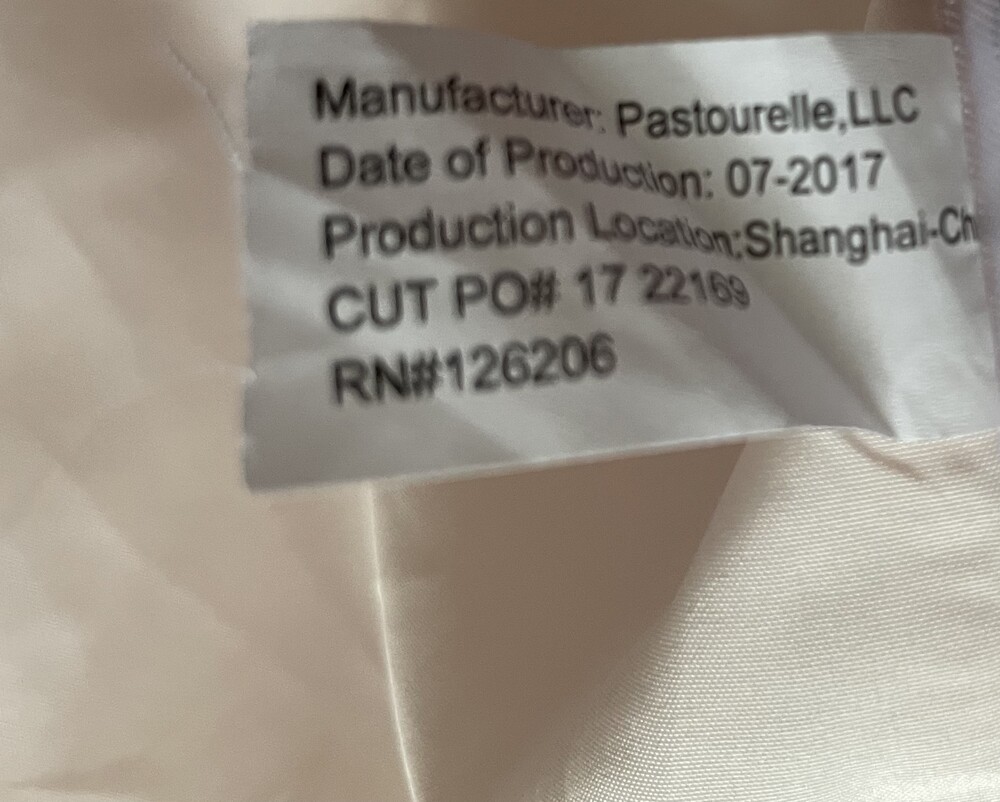 Manufacturer: Pastourelle,LLC
Date of Production: 07-2017
Production Location:Shanghai-Ch
CUT PO# 17 22169
RN#126206